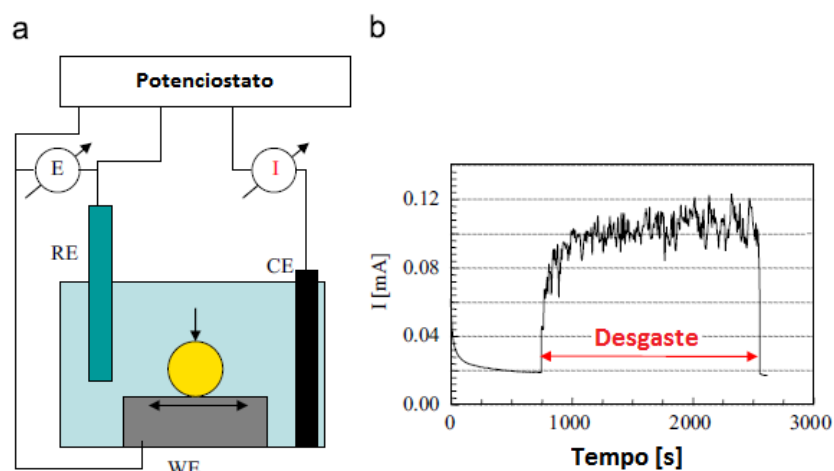 a
Potenciostato
E
I
RE
CE
WE
b
I [mA]
0.12
0.08
0.04
0.00
Desgaste
0
1000
2000
3000
Tempo [s]